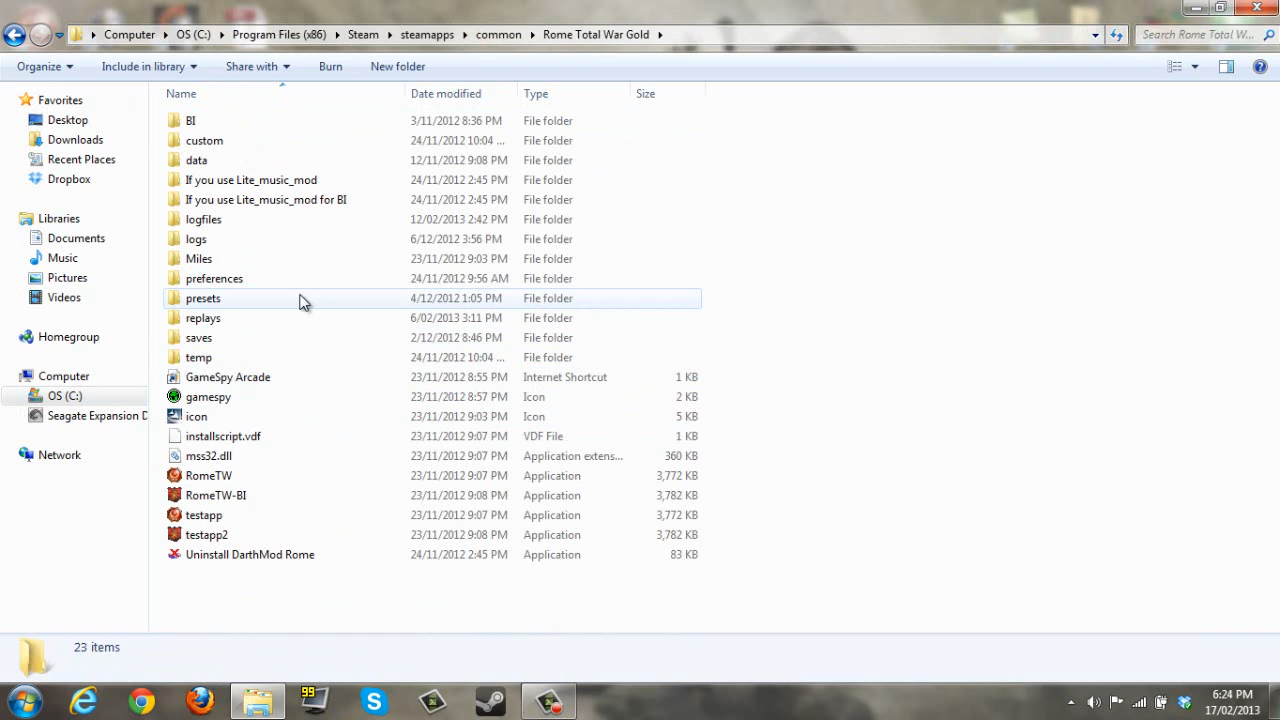 Computer OS (C:) Program Files (x86) Steam steamapps common Rome Total War Gold Search Rome Total W...
Organize Include in library Share with Burn New folder
Name Date modified Type Size
Favorites
Desktop
Downloads
Recent Places
Dropbox
Libraries
Documents
Music
Pictures
Videos
Homegroup
Computer
OS (C:)
Seagate Expansion D
Network
BI 3/11/2012 8:36 PM File folder
custom 24/11/2012 10:04 ... File folder
data 12/11/2012 9:08 PM File folder
If you use Lite_music_mod 24/11/2012 2:45 PM File folder
If you use Lite_music_mod for BI 24/11/2012 2:45 PM File folder
logfiles 12/02/2013 2:42 PM File folder
logs 6/12/2012 3:56 PM File folder
Miles 23/11/2012 9:03 PM File folder
preferences 24/11/2012 9:56 AM File folder
presets 4/12/2012 1:05 PM File folder
replays 6/02/2013 3:11 PM File folder
saves 2/12/2012 8:46 PM File folder
temp 24/11/2012 10:04 ... File folder
GameSpy Arcade 23/11/2012 8:55 PM Internet Shortcut 1 KB
gamespy 23/11/2012 8:57 PM Icon 2 KB
icon 23/11/2012 9:03 PM Icon 5 KB
installscript.vdf 23/11/2012 9:07 PM VDF File 1 KB
mss32.dll 23/11/2012 9:07 PM Application extens... 360 KB
RomeTW 23/11/2012 9:07 PM Application 3,772 KB
RomeTW-BI 23/11/2012 9:08 PM Application 3,782 KB
testapp 23/11/2012 9:07 PM Application 3,772 KB
testapp2 23/11/2012 9:08 PM Application 3,782 KB
Uninstall DarthMod Rome 24/11/2012 2:45 PM Application 83 KB
23 items
99
6:24 PM
17/02/2013